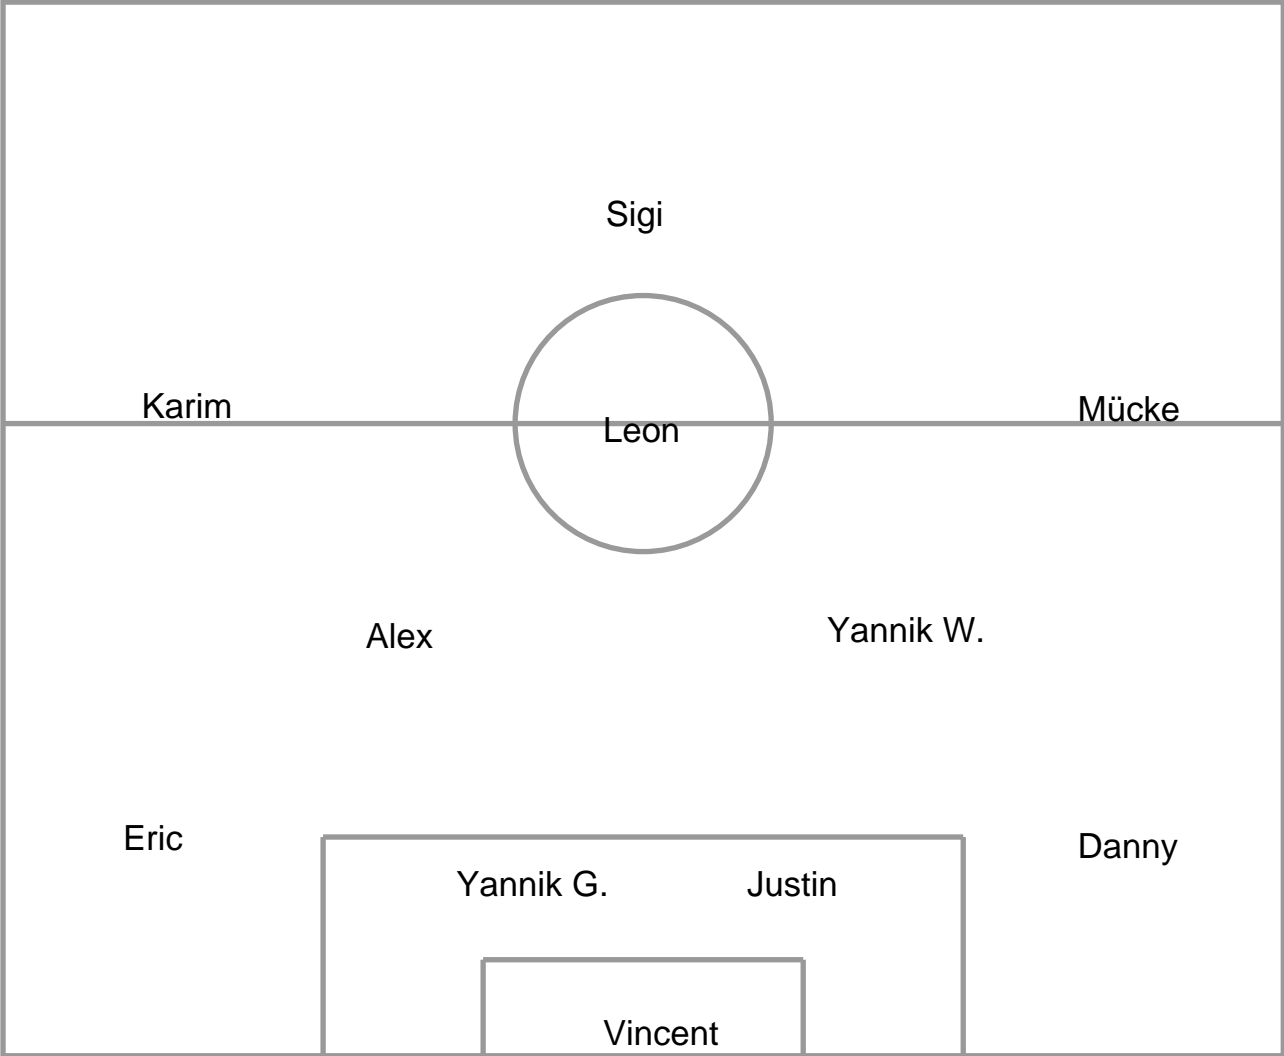 Sigi
Karim
Leon
Mücke
Alex
Yannik W.
Eric
Danny
Yannik G.
Justin
Vincent